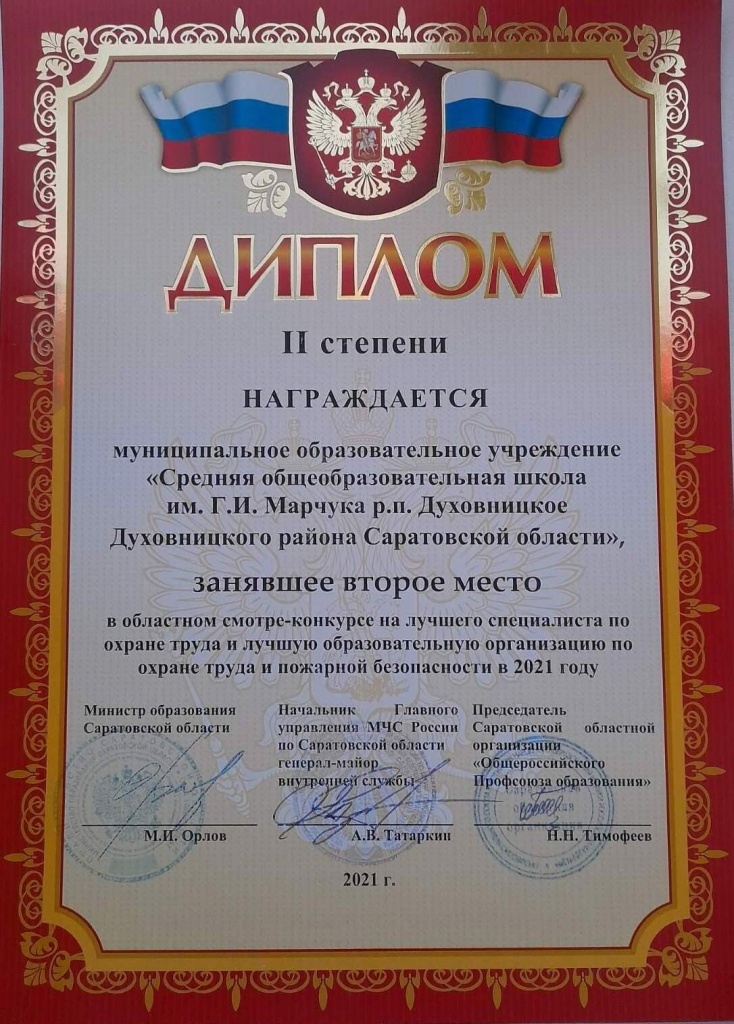 ДИПЛОМ
II степени
НАГРАЖДАЕТСЯ
муниципальное образовательное учреждение
«Средняя общеобразовательная школа
им. Г.И. Марчука р.п. Духовницкое
Духовницкого района Саратовской области»,
занявшее второе место
в областном смотре-конкурсе на лучшего специалиста по
охране труда и лучшую образовательную организацию по
охране труда и пожарной безопасности в 2021 году
Министр образования
Саратовской области
М.И. Орлов
Начальник Главного
управления МЧС России
по Саратовской области
генерал-майор
внутренней службы
А.В. Татаркин
Председатель
Саратовской областной
организации
«Общероссийского
Профсоюза образования»
Н.Н. Тимофеев
2021 г.